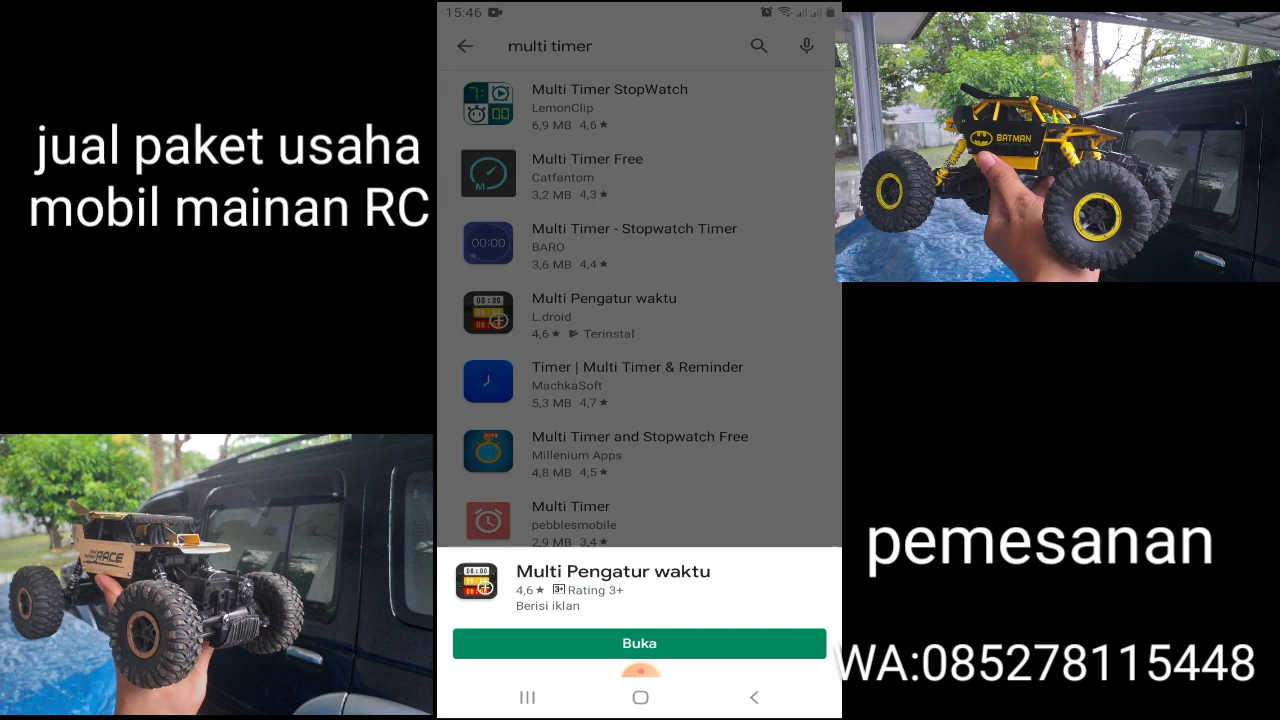 jual paket usaha
mobil mainan RC
15:46
multi timer
Multi Timer StopWatch
LemonClip
6,9 MB 4,6★
Multi Timer Free
Catfantom
3,2 MB 4,3★
Multi Timer - Stopwatch Timer
BARO
3,6 MB 4,4★
Multi Pengatur waktu
L.droid
4,6★ Terinstal
Timer | Multi Timer & Reminder
MachkaSoft
5,3 MB 4,7★
Multi Timer and Stopwatch Free
Millenium Apps
4,8 MB 4,5★
Multi Timer
pebblesmobile
2,9 MB 3,4★
Multi Pengatur waktu
4,6★ 3+ Rating 3+
Berisi iklan
Buka
BATMAN
RACE
pemesanan
WA:085278115448